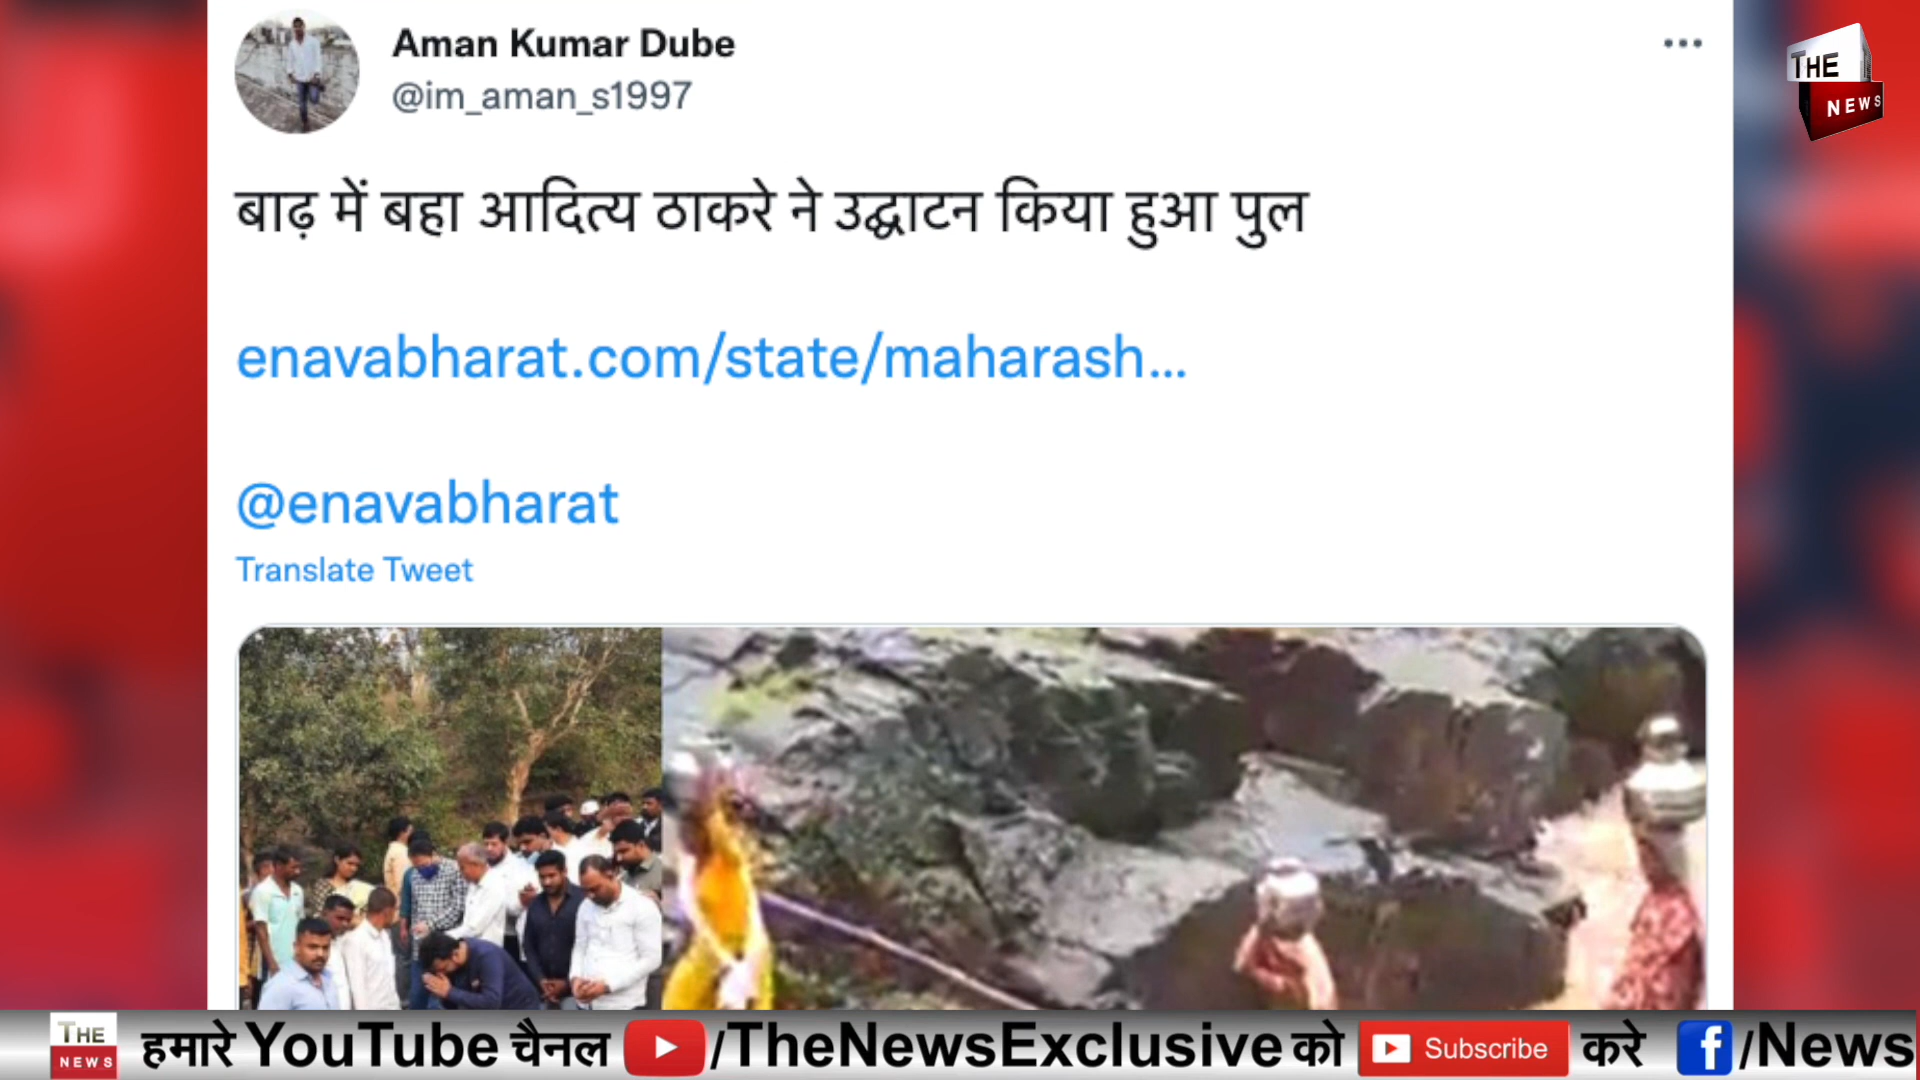 Aman Kumar Dube
@im_aman_s1997
THE
NEWS
बाढ़ में बहा आदित्य ठाकरे ने उद्घाटन किया हुआ पुल
enavabharat.com/state/maharash...
@enavabharat
Translate Tweet
THE
NEWS
हमारे YouTube चैनल /TheNewsExclusive को Subscribe करे f/News